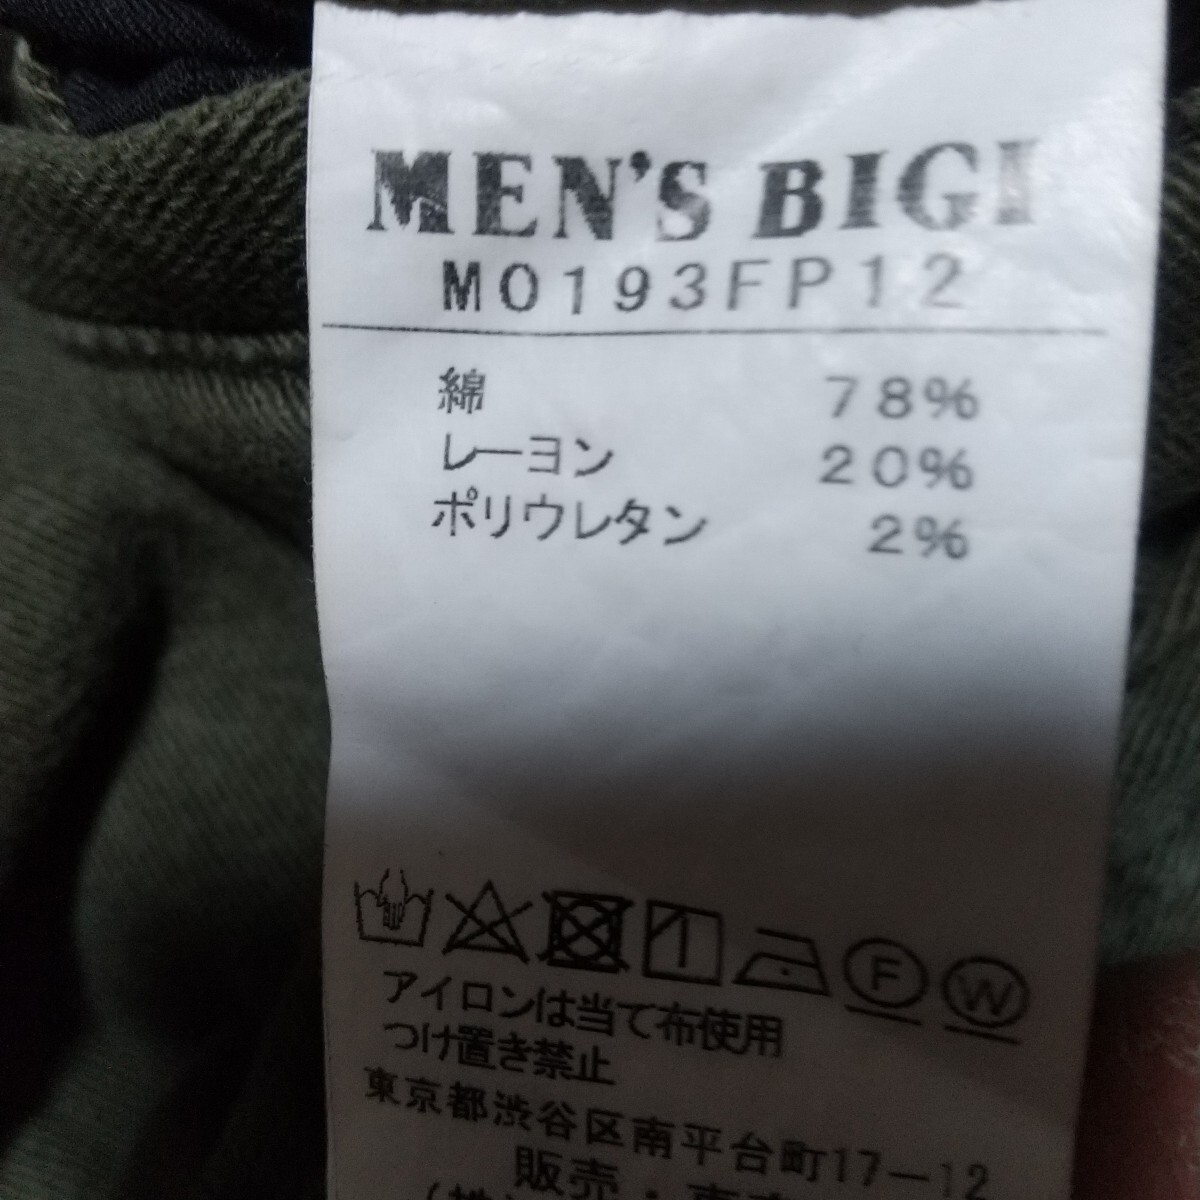 MEN'S BIGI
M0193FP12
綿 78%
レーヨン 20%
ポリウレタン 2%
F W
アイロンは当て布使用
つけ置き禁止
東京都渋谷区南平台町17-12
販売・東京